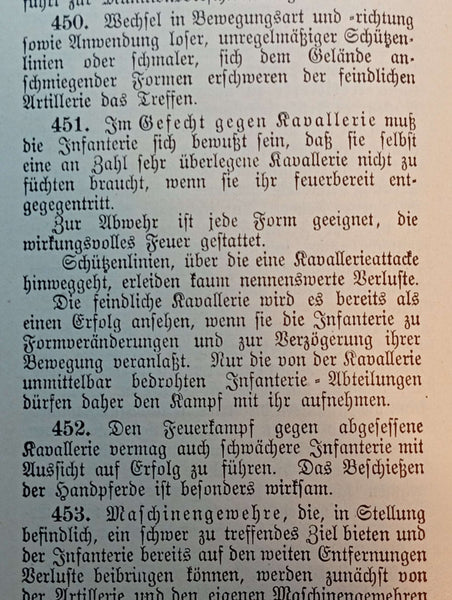 führt zu
450. Wechsel in Bewegungsart und -richtung
sowie Anwendung loser, unregelmäßiger Schützen-
linien oder schmaler, sich dem Gelände an-
schmiegender Formen erschweren der feindlichen
Artillerie das Treffen.
451. Im Gefecht gegen Kavallerie muß
die Infanterie sich bewußt sein, daß sie selbst
eine an Zahl sehr überlegene Kavallerie nicht zu
füchten braucht, wenn sie ihr feuerbereit ent-
gegegentritt.
Zur Abwehr ist jede Form geeignet, die
wirkungsvolles Feuer gestattet.
Schützenlinien, über die eine Kavallerieattacke
hinweggeht, erleiden kaum nennenswerte Verluste.
Die feindliche Kavallerie wird es bereits als
einen Erfolg ansehen, wenn sie die Infanterie zu
Formveränderungen und zur Verzögerung ihrer
Bewegung veranlaßt. Nur die von der Kavallerie
unmittelbar bedrohten Infanterie-Abteilungen
dürfen daher den Kampf mit ihr aufnehmen.
452. Den Feuerkampf gegen abgesessene
Kavallerie vermag auch schwächere Infanterie mit
Aussicht auf Erfolg zu führen. Das Beschießen
der Handpferde ist besonders wirksam.
453. Maschinengewehre, die, in Stellung
befindlich, ein schwer zu treffendes Ziel bieten und
der Infanterie bereits auf den weiten Entfernungen
Verluste beibringen können, werden zunächst von
der Artillerie und den eigenen Maschinengewehren